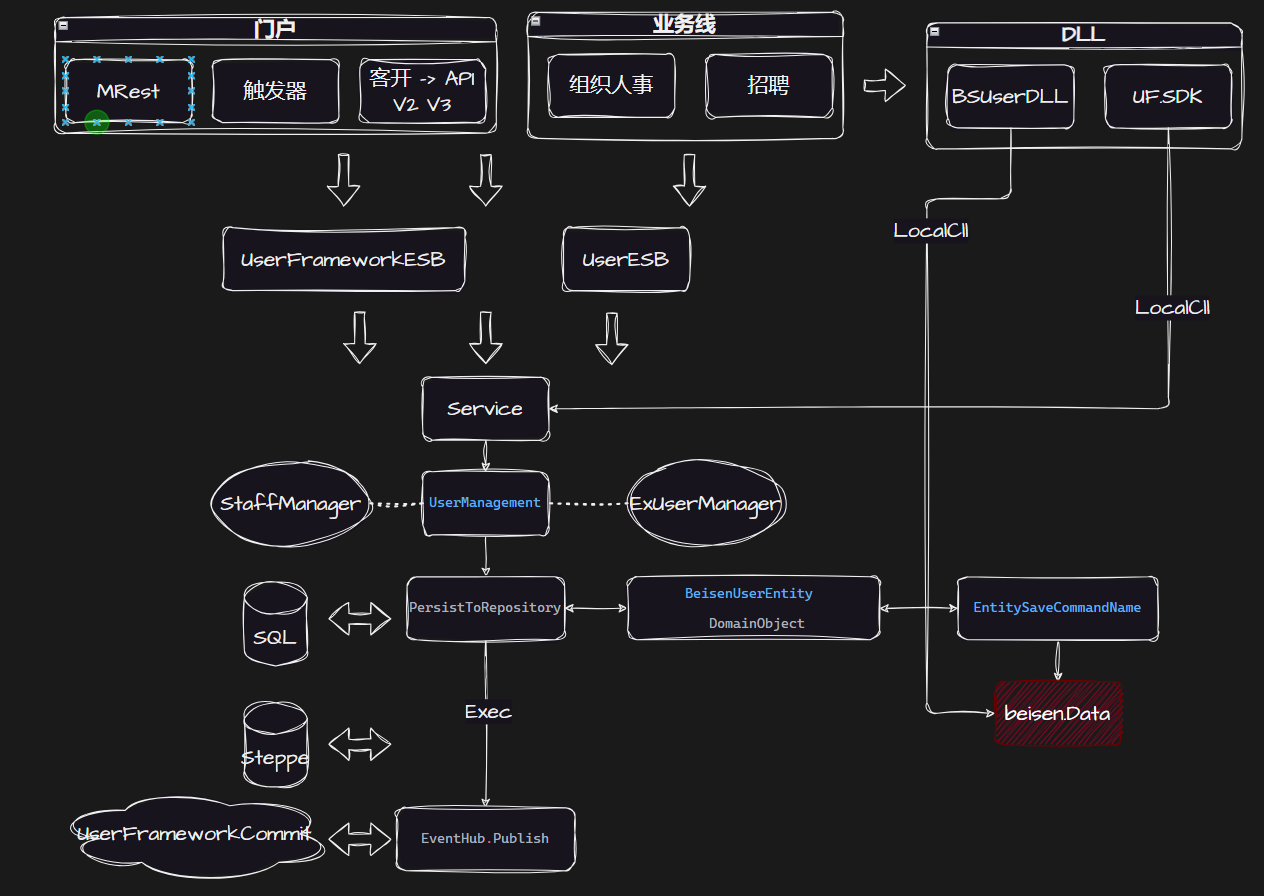 门户
业务线
DLL
MRest
触发器
客开 -> API
V2 V3
组织人事
招聘
BSUserDLL
UF.SDK
LocalCll
UserFrameworkESB
UserESB
LocalCll
Service
StaffManager
UserManagement
ExUserManager
SQL
PersistToRepository
BeisenUserEntity
DomainObject
EntitySaveCommandName
Exec
beisen.Data
Steppe
UserFrameworkCommit
EventHub.Publish